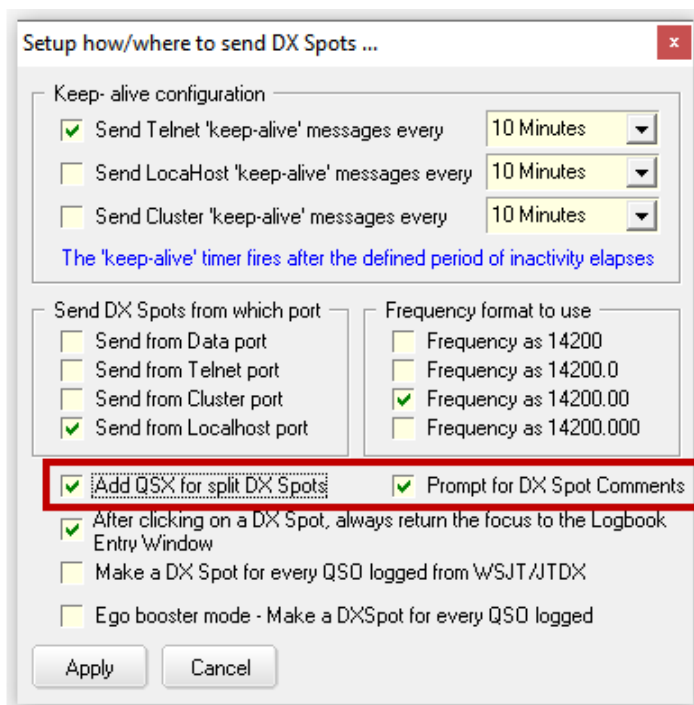 Setup how/where to send DX Spots ...
x
Keep- alive configuration
Send Telnet 'keep-alive' messages every 10 Minutes
Send LocaHost 'keep-alive' messages every 10 Minutes
Send Cluster 'keep-alive' messages every 10 Minutes
The 'keep-alive' timer fires after the defined period of inactivity elapses
Send DX Spots from which port
Send from Data port
Send from Telnet port
Send from Cluster port
Send from Localhost port
Frequency format to use
Frequency as 14200
Frequency as 14200.0
Frequency as 14200.00
Frequency as 14200.000
Add QSX for split DX Spots
Prompt for DX Spot Comments
After clicking on a DX Spot, always return the focus to the Logbook
Entry Window
Make a DX Spot for every QSO logged from WSJT/JTDX
Ego booster mode - Make a DXSpot for every QSO logged
Apply
Cancel